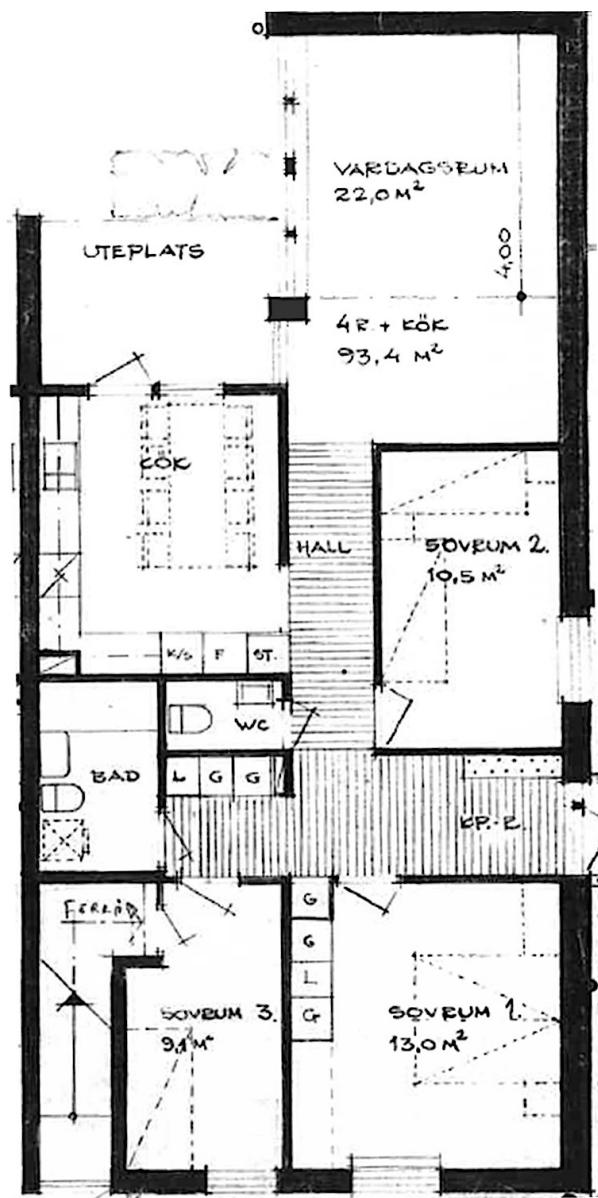 VARDAGSRUM
22,0 M²
UTEPLATS
4,00
4 R + KÖK
93,4 M²
KÖK
HALL
SOVRUM 2.
10,5 M²
K/S F ST.
WC
BAD
L G G
KP.-R.
FÖRRÅD
G
G
L
G
SOVRUM 3.
9,1 M²
SOVRUM 1.
13,0 M²